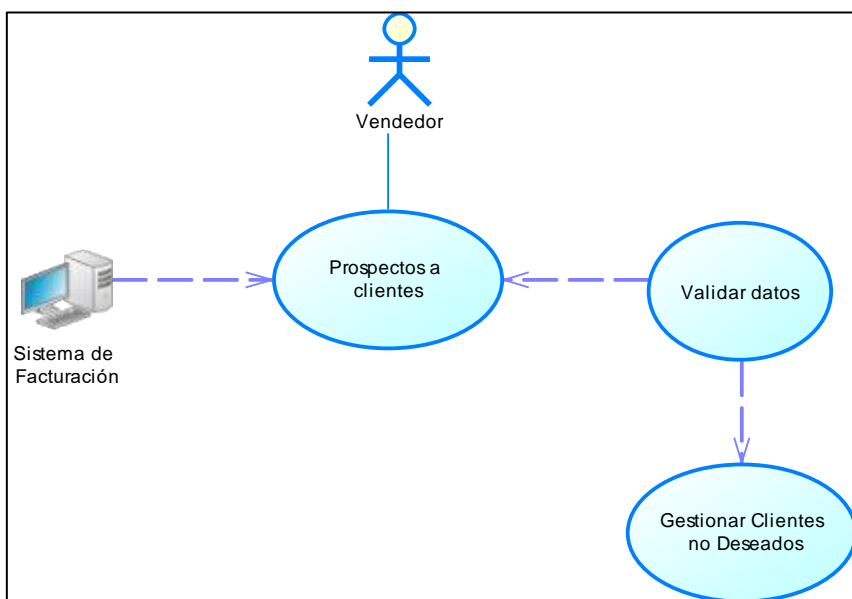 Vendedor
Prospectos a
clientes
Validar datos
Sistema de
Facturación
Gestionar Clientes
no Deseados